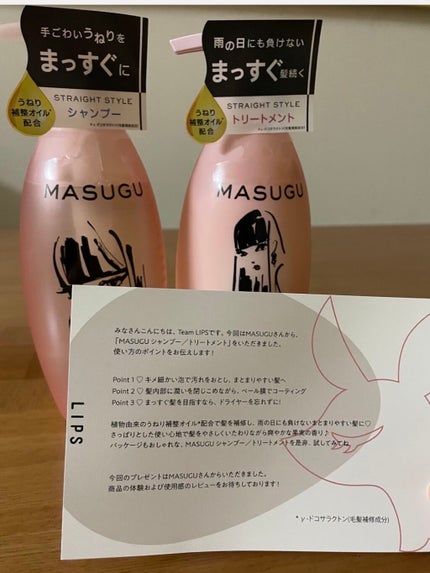 手ごわいうねりを
まっすぐに
うねり
補整オイル*
配合
STRAIGHT STYLE
シャンプー
雨の日にも負けない
まっすぐ髪続く
うねり
補整オイル*
配合
STRAIGHT STYLE
トリートメント
MASUGU
MASUGU
LIPS
みなさんこんにちは、Team LIPSです。今回はMASUGUさんから、
「MASUGU シャンプー／トリートメント」をいただきました。
使い方のポイントをお伝えします！
Point 1 ♡ キメ細かい泡で汚れをおとし、まとまりやすい髪へ
Point 2 ♡ 髪内部に潤いを閉じこめながら、ベール膜でコーティング
Point 3 ♡ まっすぐ髪を目指すなら、ドライヤーを忘れずに！
植物由来のうねり補整オイル*配合で髪を補修し、雨の日にも負けないまとまりやすい髪に♡
さっぱりとした使い心地で髪をやさしくいたわりながら爽やかな果実の香り♪
パッケージもおしゃれな、MASUGU シャンプー／トリートメントを是非、試してみてね
今回のプレゼントはMASUGUさんからいただきました。
商品の体験および使用感のレビューをお待ちしております！
* γ-ドコサラクトン(毛髪補修成分)